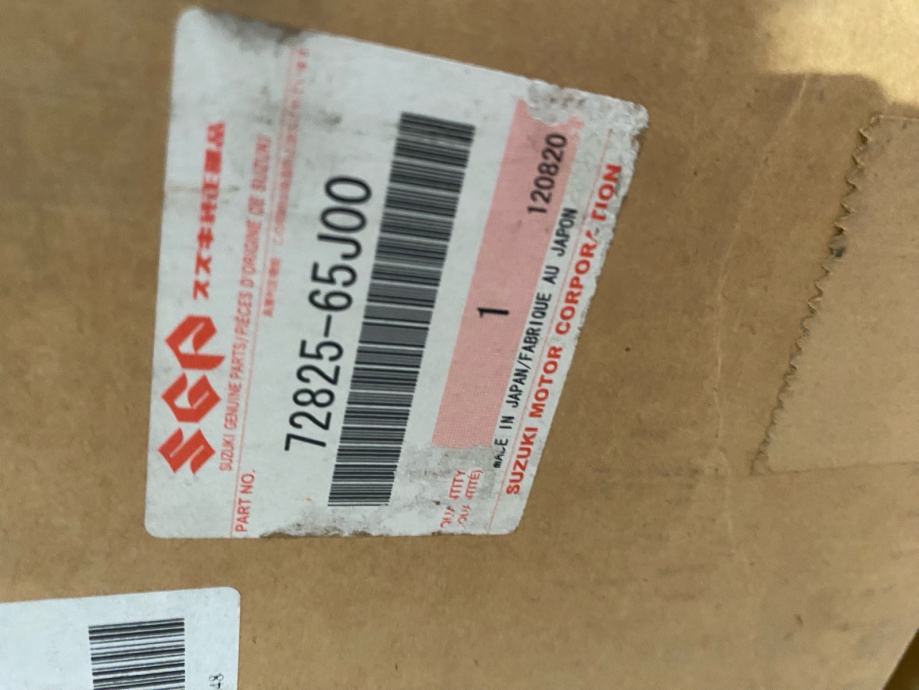 SGP スズキ純正部品
SUZUKI GENUINE PARTS/PIÈCES D'ORIGINE DE SUZUKI
PART NO.
72825-65J00
1
120820
MADE IN JAPAN/FABRIQUE AU JAPON
SUZUKI MOTOR CORPORATION
48